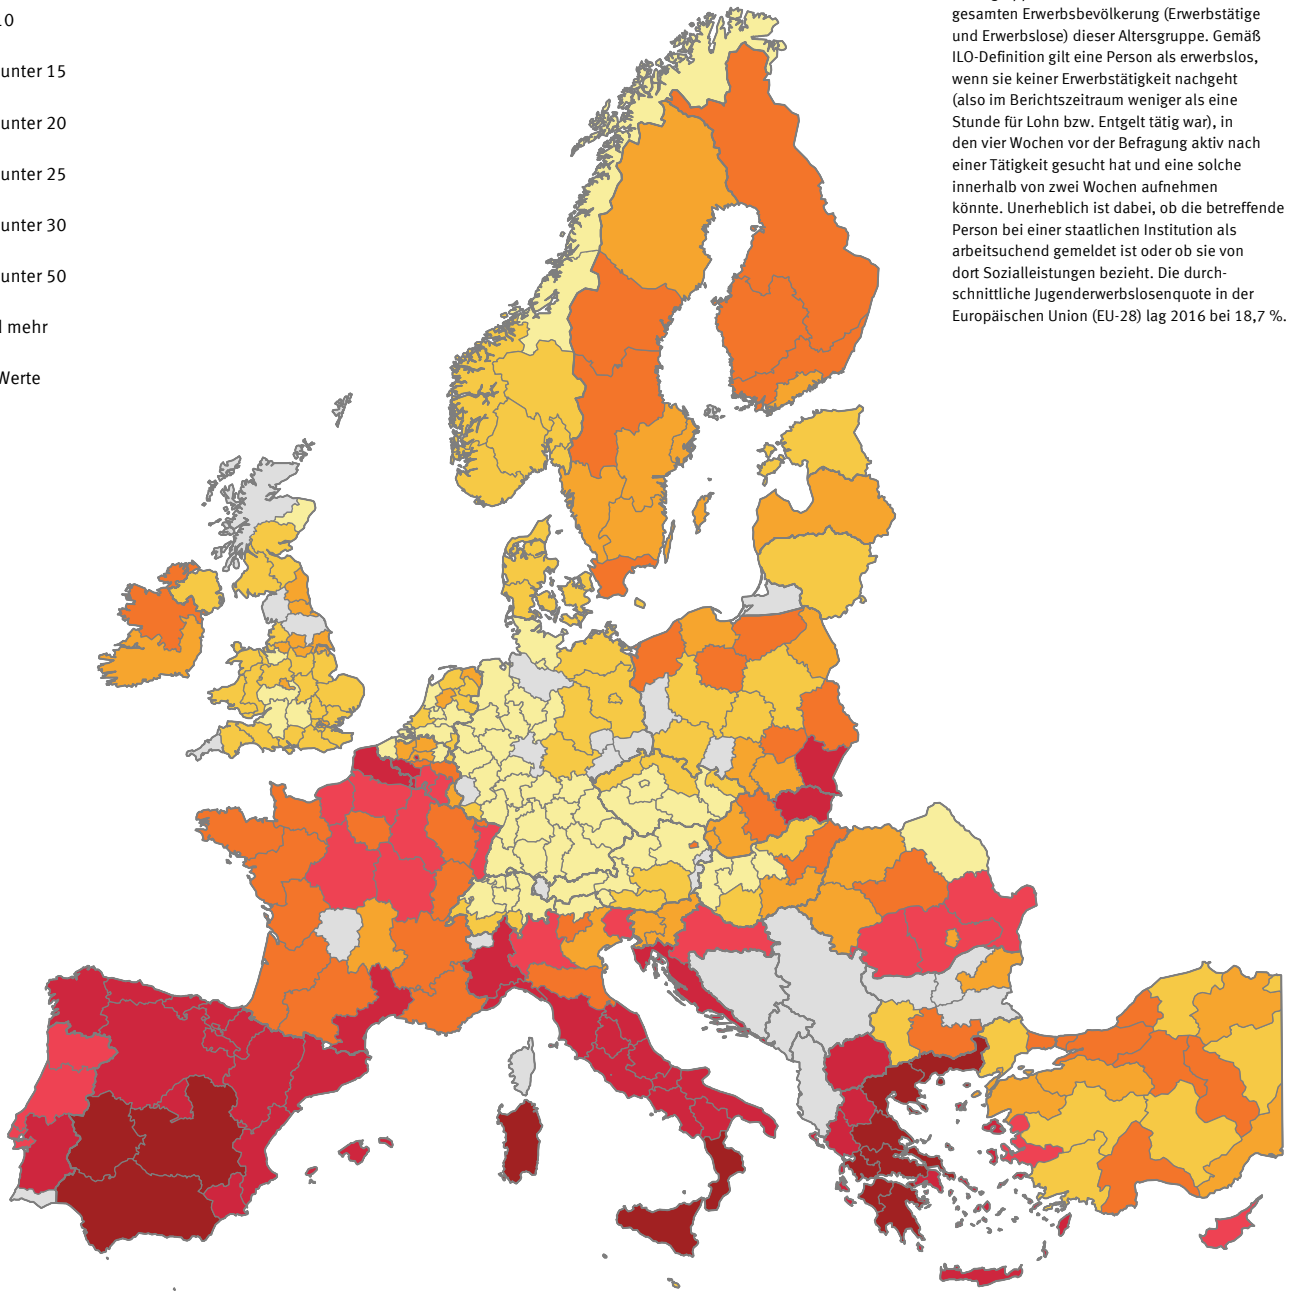 10
unter 15
unter 20
unter 25
unter 30
unter 50
mehr
Werte
gesamten Erwerbsbevölkerung (Erwerbstätige
und Erwerbslose) dieser Altersgruppe. Gemäß
ILO-Definition gilt eine Person als erwerbslos,
wenn sie keiner Erwerbstätigkeit nachgeht
(also im Berichtszeitraum weniger als eine
Stunde für Lohn bzw. Entgelt tätig war), in
den vier Wochen vor der Befragung aktiv nach
einer Tätigkeit gesucht hat und eine solche
innerhalb von zwei Wochen aufnehmen
könnte. Unerheblich ist dabei, ob die betreffende
Person bei einer staatlichen Institution als
arbeitsuchend gemeldet ist oder ob sie von
dort Sozialleistungen bezieht. Die durch-
schnittliche Jugenderwerbslosenquote in der
Europäischen Union (EU-28) lag 2016 bei 18,7 %.